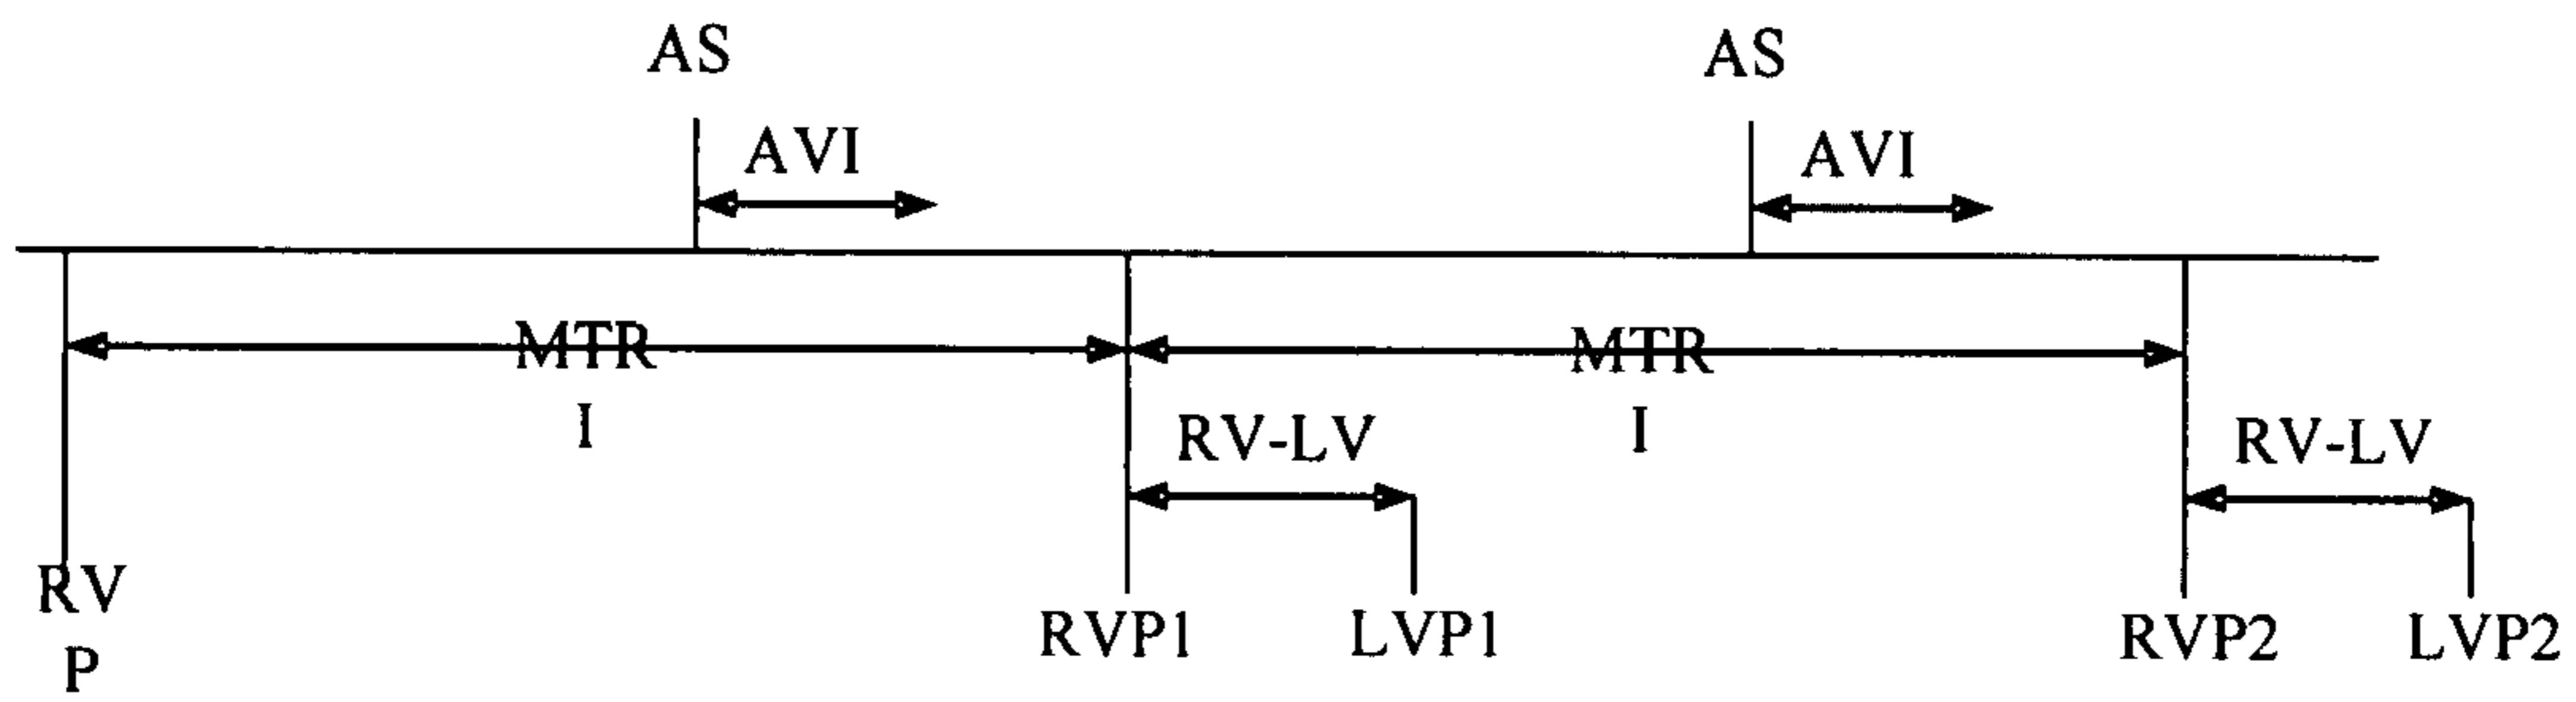 AS
AS
AVI
AVI
MTR
I
MTR
I
RV-LV
RV-LV
RV
P
RVP1
LVP1
RVP2
LVP2